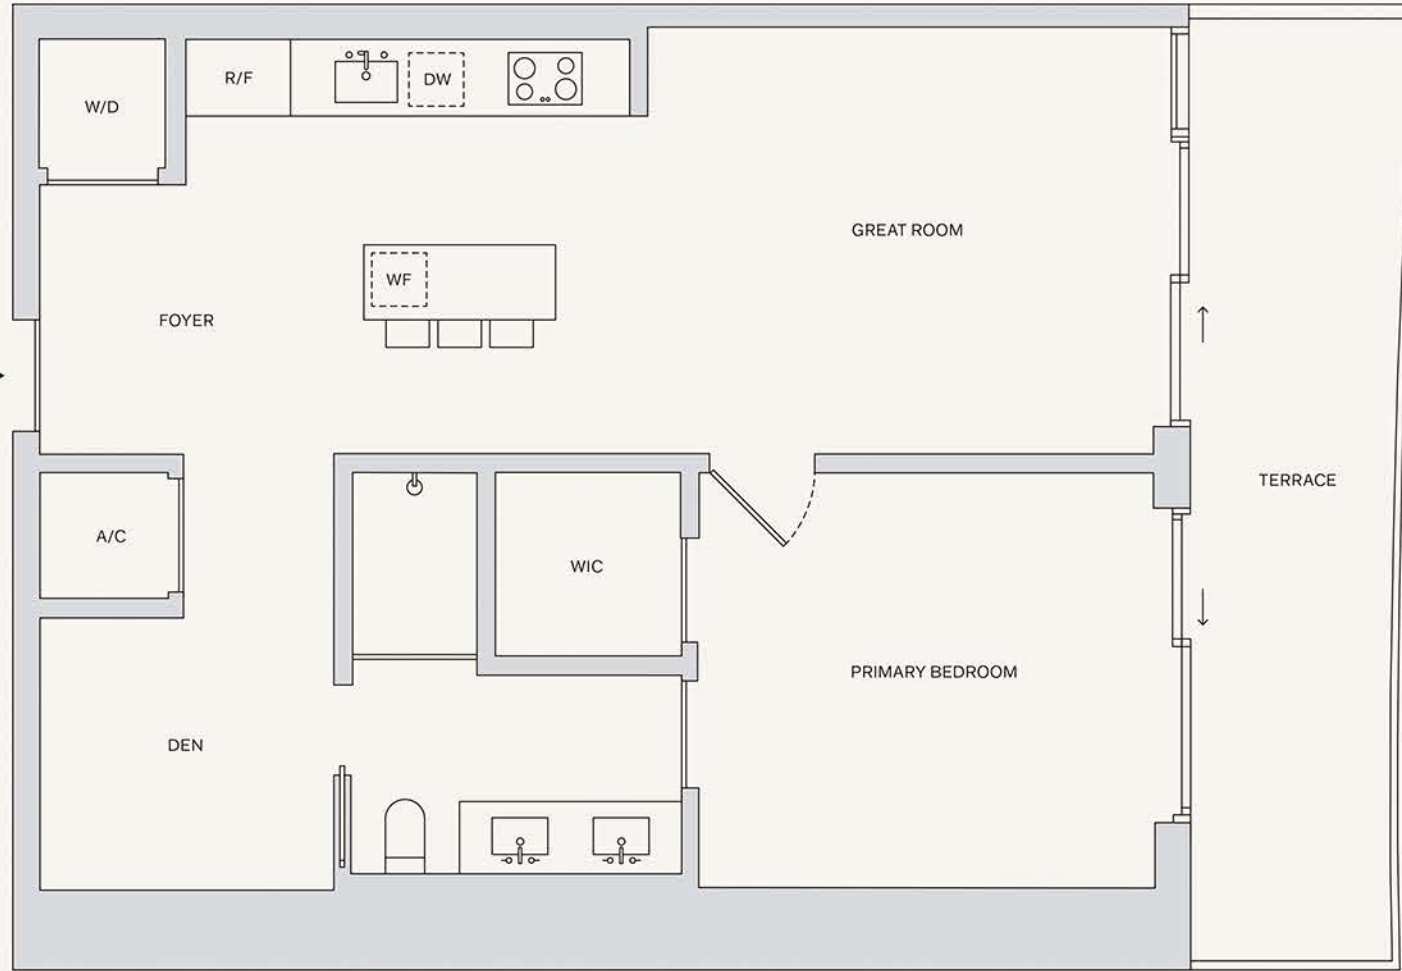 W/D
R/F
DW
GREAT ROOM
WF
FOYER
TERRACE
A/C
WIC
PRIMARY BEDROOM
DEN